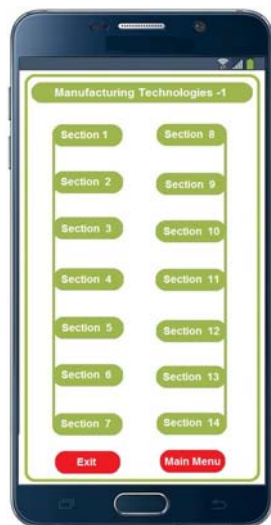 Manufacturing Technologies -1
Section 1
Section 2
Section 3
Section 4
Section 5
Section 6
Section 7
Section 8
Section 9
Section 10
Section 11
Section 12
Section 13
Section 14
Exit
Main Menu